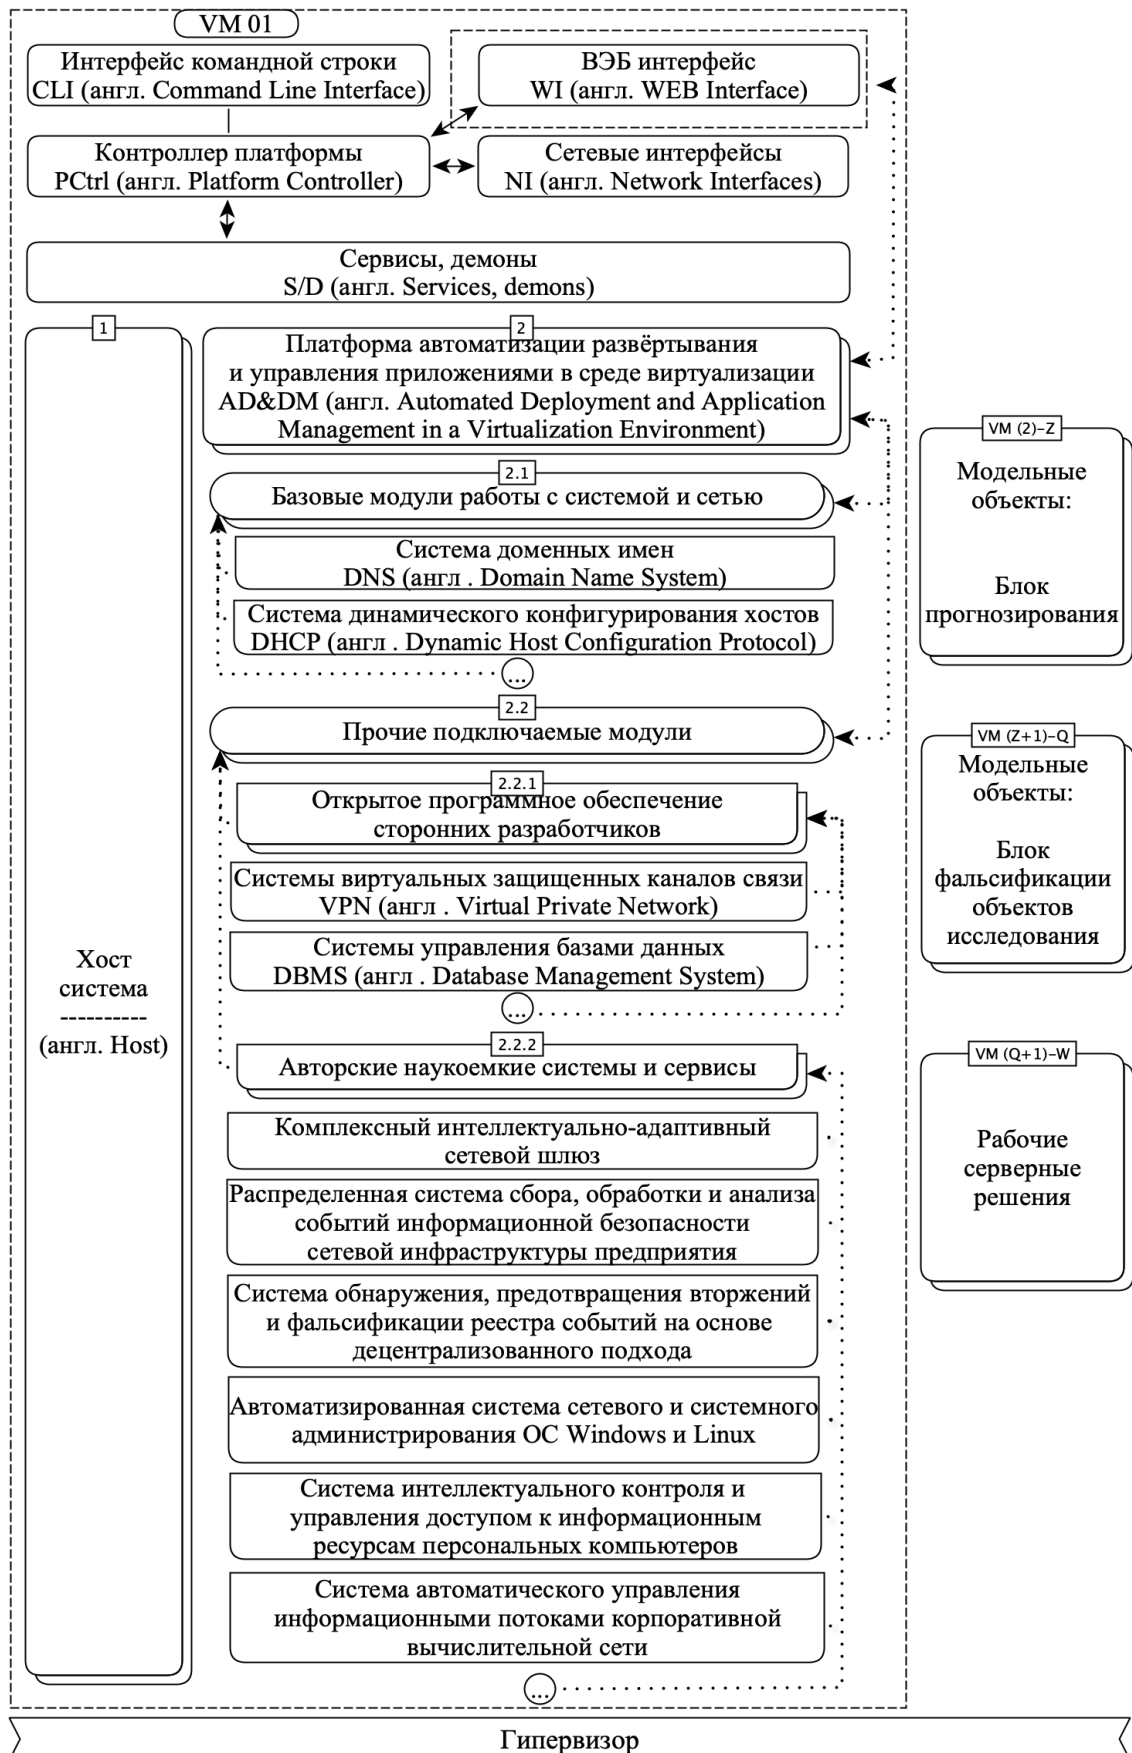 VM 01
Интерфейс командной строки
CLI (англ. Command Line Interface)
ВЭБ интерфейс
WI (англ. WEB Interface)
Контроллер платформы
PCtrl (англ. Platform Controller)
Сетевые интерфейсы
NI (англ. Network Interfaces)
Сервисы, демоны
S/D (англ. Services, demons)
1
Хост
система
----------
(англ. Host)
2
Платформа автоматизации развёртывания
и управления приложениями в среде виртуализации
AD&DM (англ. Automated Deployment and Application
Management in a Virtualization Environment)
2.1
Базовые модули работы с системой и сетью
Система доменных имен
DNS (англ . Domain Name System)
Система динамического конфигурирования хостов
DHCP (англ . Dynamic Host Configuration Protocol)
...
2.2
Прочие подключаемые модули
2.2.1
Открытое программное обеспечение
сторонних разработчиков
Системы виртуальных защищенных каналов связи
VPN (англ . Virtual Private Network)
Системы управления базами данных
DBMS (англ . Database Management System)
...
2.2.2
Авторские наукоемкие системы и сервисы
Комплексный интеллектуально-адаптивный
сетевой шлюз
Распределенная система сбора, обработки и анализа
событий информационной безопасности
сетевой инфраструктуры предприятия
Система обнаружения, предотвращения вторжений
и фальсификации реестра событий на основе
децентрализованного подхода
Автоматизированная система сетевого и системного
администрирования ОС Windows и Linux
Система интеллектуального контроля и
управления доступом к информационным
ресурсам персональных компьютеров
Система автоматического управления
информационными потоками корпоративной
вычислительной сети
...
VM (2)-Z
Модельные
объекты:
Блок
прогнозирования
VM (Z+1)-Q
Модельные
объекты:
Блок
фальсификации
объектов
исследования
VM (Q+1)-W
Рабочие
серверные
решения
Гипервизор